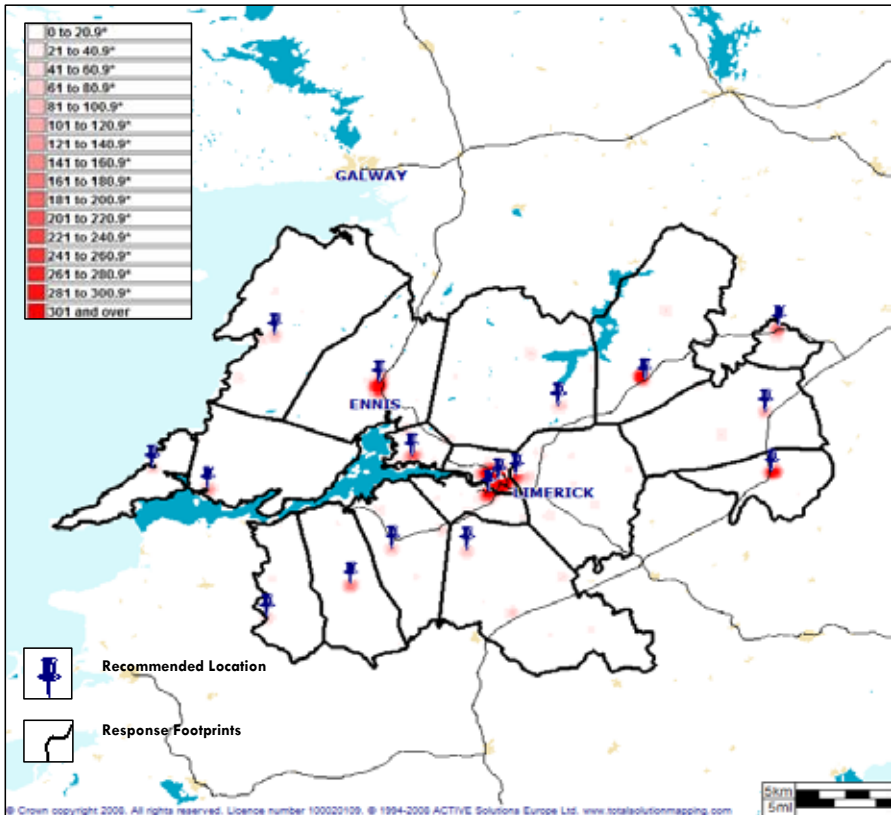 0 to 20.9*
21 to 40.9*
41 to 60.9*
61 to 80.9*
81 to 100.9*
101 to 120.9*
121 to 140.9*
141 to 160.9*
161 to 180.9*
181 to 200.9*
201 to 220.9*
221 to 240.9*
241 to 260.9*
261 to 280.9*
281 to 300.9*
301 and over
GALWAY
ENNIS
LIMERICK
Recommended Location
Response Footprints
5km
5ml
© Crown copyright 2006. All rights reserved. Licence number 100020109. © 1994-2006 ACTIVE Solutions Europe Ltd. www.totalsolutionmapping.com